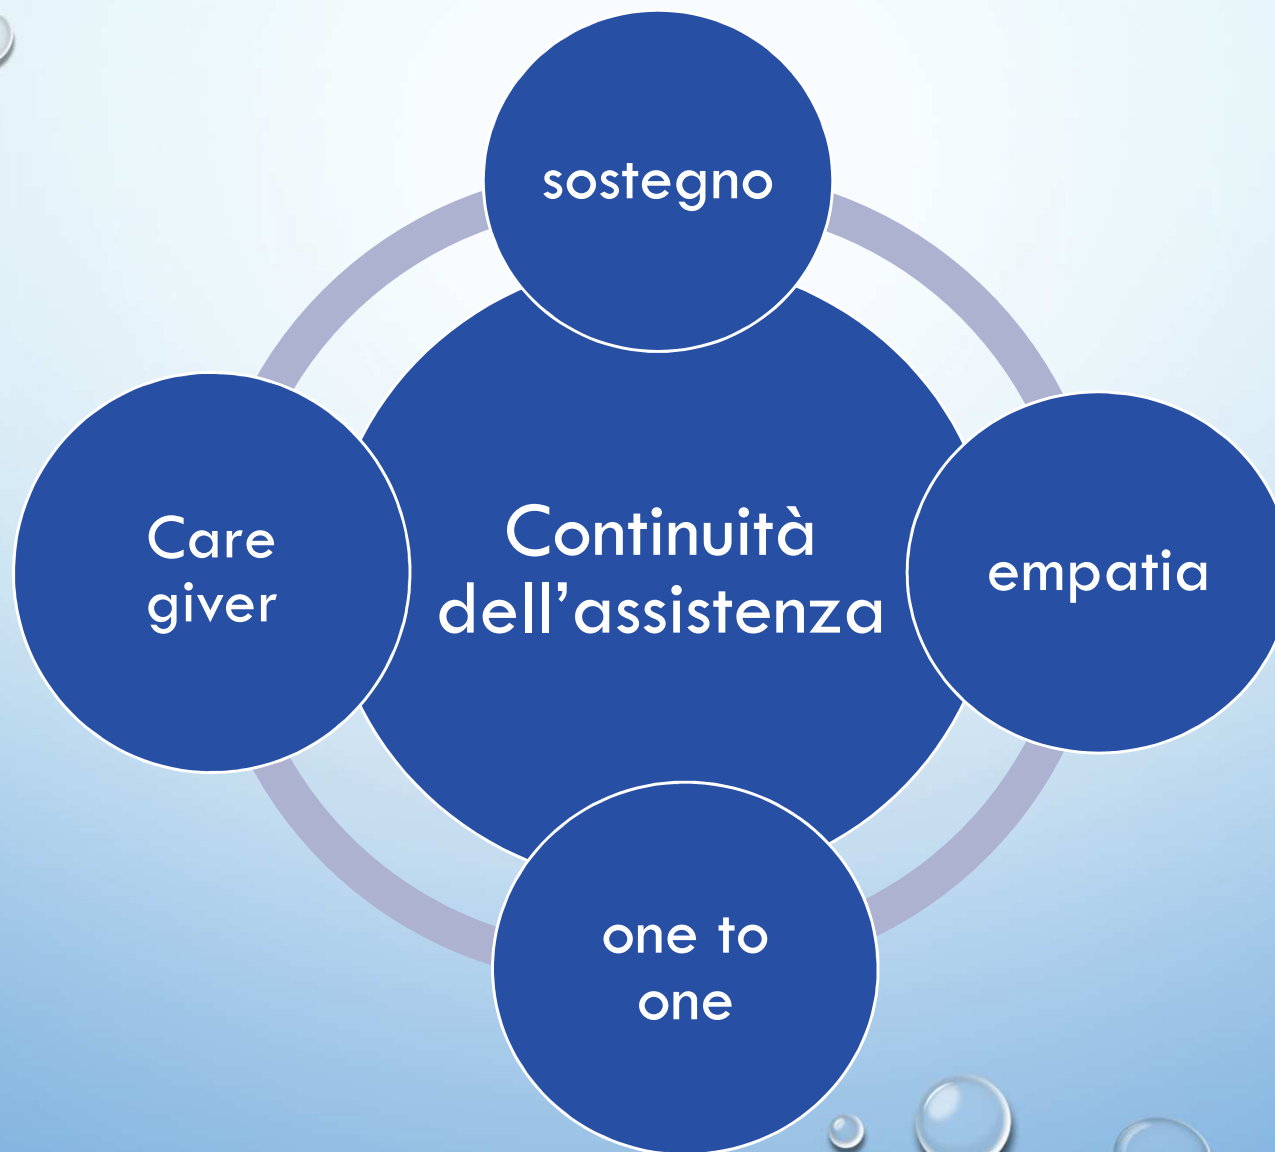 sostegno
Continuità
dell’assistenza
empatia
one to
one
Care
giver